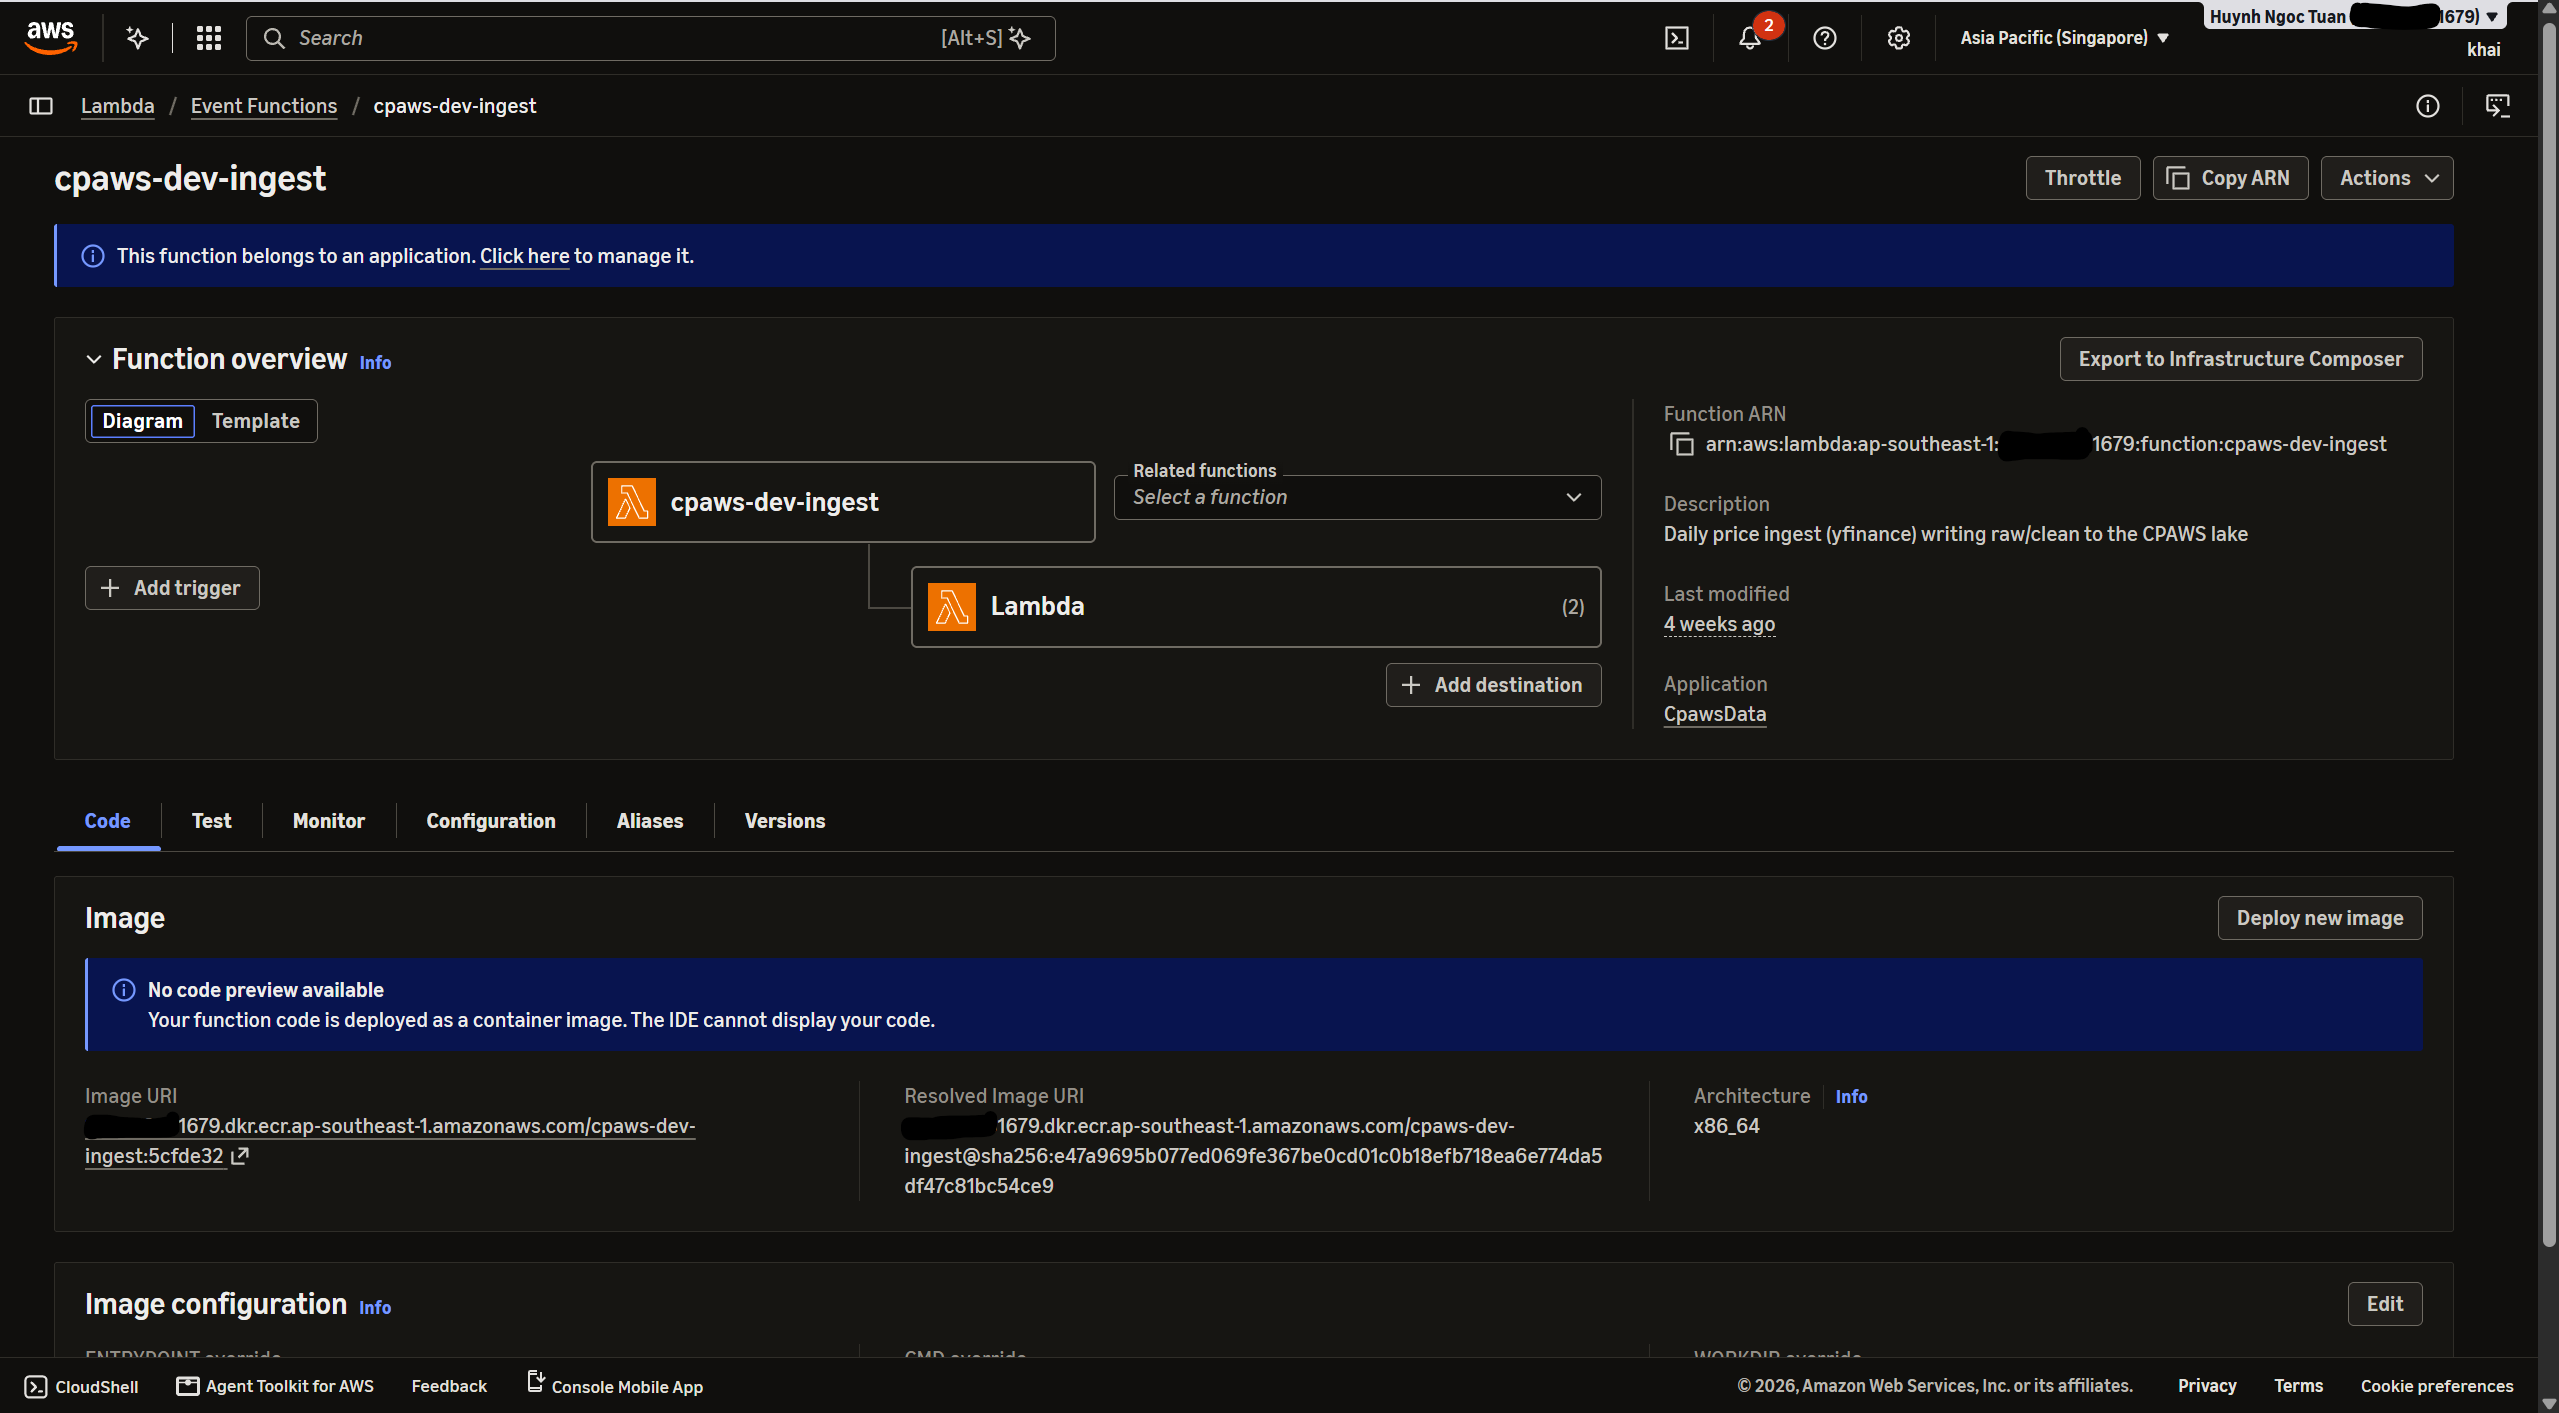 aws
Search
[Alt+S]
2
Asia Pacific (Singapore)
Huynh Ngoc Tuan 1679)
khai
Lambda / Event Functions / cpaws-dev-ingest
cpaws-dev-ingest
Throttle
Copy ARN
Actions
This function belongs to an application. Click here to manage it.
Function overview Info
Export to Infrastructure Composer
Diagram
Template
cpaws-dev-ingest
Related functions
Select a function
Add trigger
Lambda
(2)
Add destination
Function ARN
arn:aws:lambda:ap-southeast-1: 1679:function:cpaws-dev-ingest
Description
Daily price ingest (yfinance) writing raw/clean to the CPAWS lake
Last modified
4 weeks ago
Application
CpawsData
Code
Test
Monitor
Configuration
Aliases
Versions
Image
Deploy new image
No code preview available
Your function code is deployed as a container image. The IDE cannot display your code.
Image URI
1679.dkr.ecr.ap-southeast-1.amazonaws.com/cpaws-dev-
ingest:5cfde32
Resolved Image URI
1679.dkr.ecr.ap-southeast-1.amazonaws.com/cpaws-dev-
ingest@sha256:e47a9695b077ed069fe367be0cd01c0b18efb718ea6e774da5
df47c81bc54ce9
Architecture Info
x86_64
Image configuration Info
Edit
ENTRYPOINT override
CMD override
WORKDIR override
CloudShell
Agent Toolkit for AWS
Feedback
Console Mobile App
© 2026, Amazon Web Services, Inc. or its affiliates.
Privacy
Terms
Cookie preferences